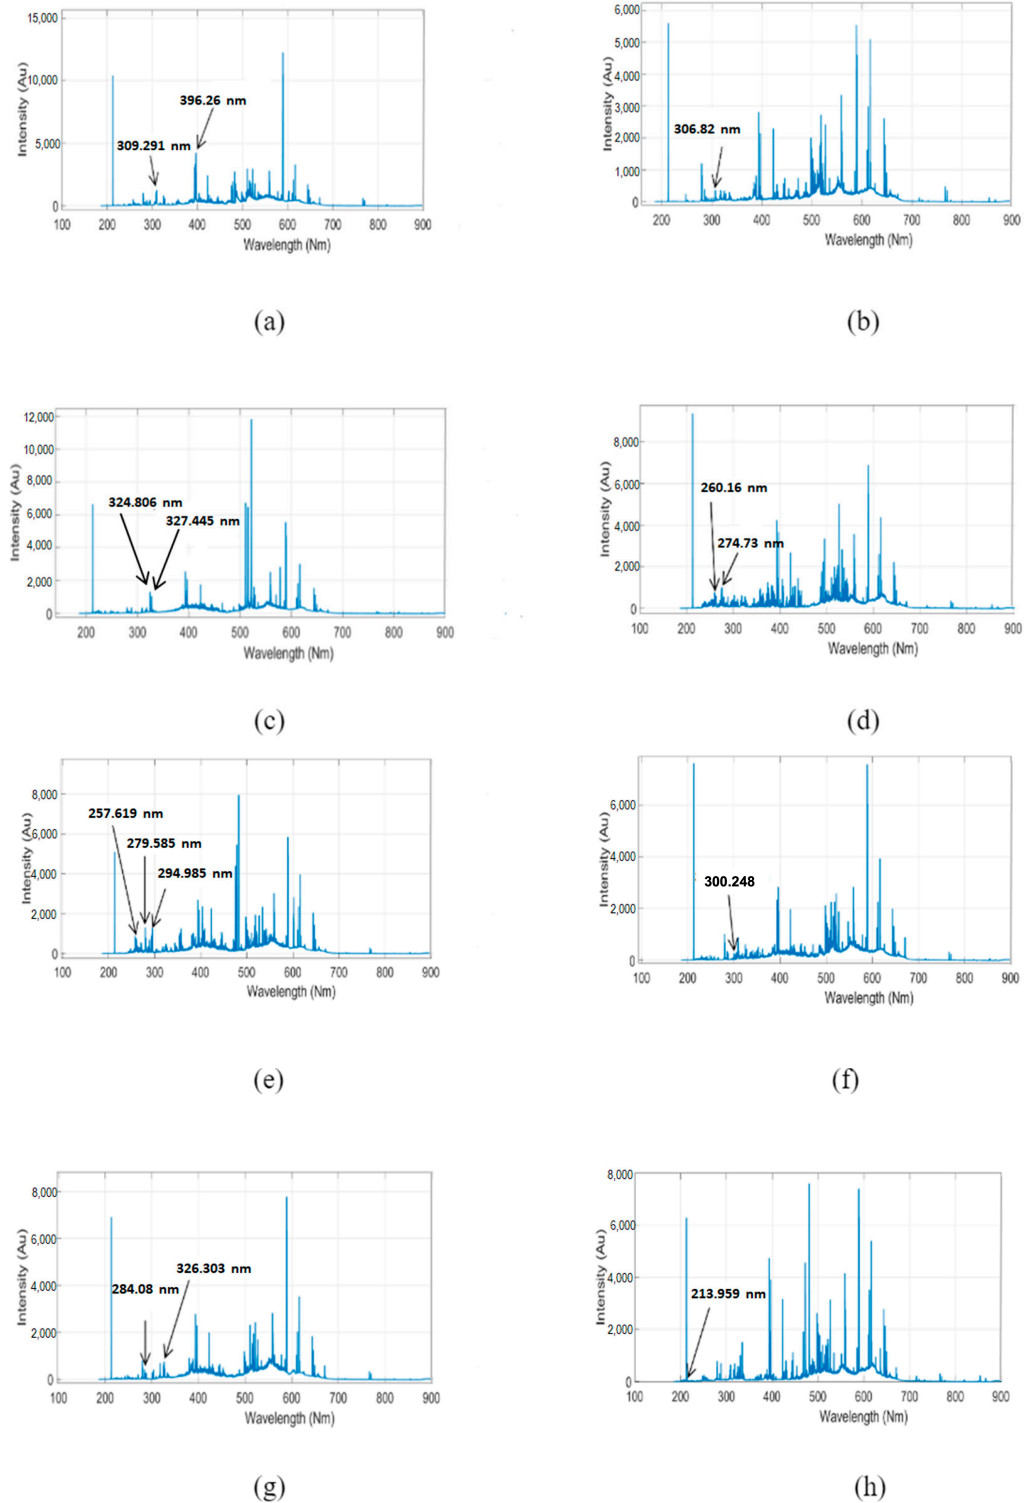 15,000
10,000
5,000
0
100 200 300 400 500 600 700 800 900
Intensity (Au)
Wavelength (Nm)
396.26 nm
309.291 nm
(a)
6,000
5,000
4,000
3,000
2,000
1,000
0
200 300 400 500 600 700 800 900
Intensity (Au)
Wavelength (Nm)
306.82 nm
(b)
12,000
10,000
8,000
6,000
4,000
2,000
0
200 300 400 500 600 700 800 900
Intensity (Au)
Wavelength (Nm)
324.806 nm
327.445 nm
(c)
8,000
6,000
4,000
2,000
0
100 200 300 400 500 600 700 800 900
Intensity (Au)
Wavelength (Nm)
260.16 nm
274.73 nm
(d)
8,000
6,000
4,000
2,000
0
100 200 300 400 500 600 700 800 900
Intensity (Au)
Wavelength (Nm)
257.619 nm
279.585 nm
294.985 nm
(e)
6,000
4,000
2,000
0
100 200 300 400 500 600 700 800 900
Intensity (Au)
Wavelength (Nm)
300.248
(f)
8,000
6,000
4,000
2,000
0
100 200 300 400 500 600 700 800 900
Intensity (Au)
Wavelength (Nm)
326.303 nm
284.08 nm
(g)
8,000
6,000
4,000
2,000
0
100 200 300 400 500 600 700 800 900
Intensity (Au)
Wavelength (Nm)
213.959 nm
(h)